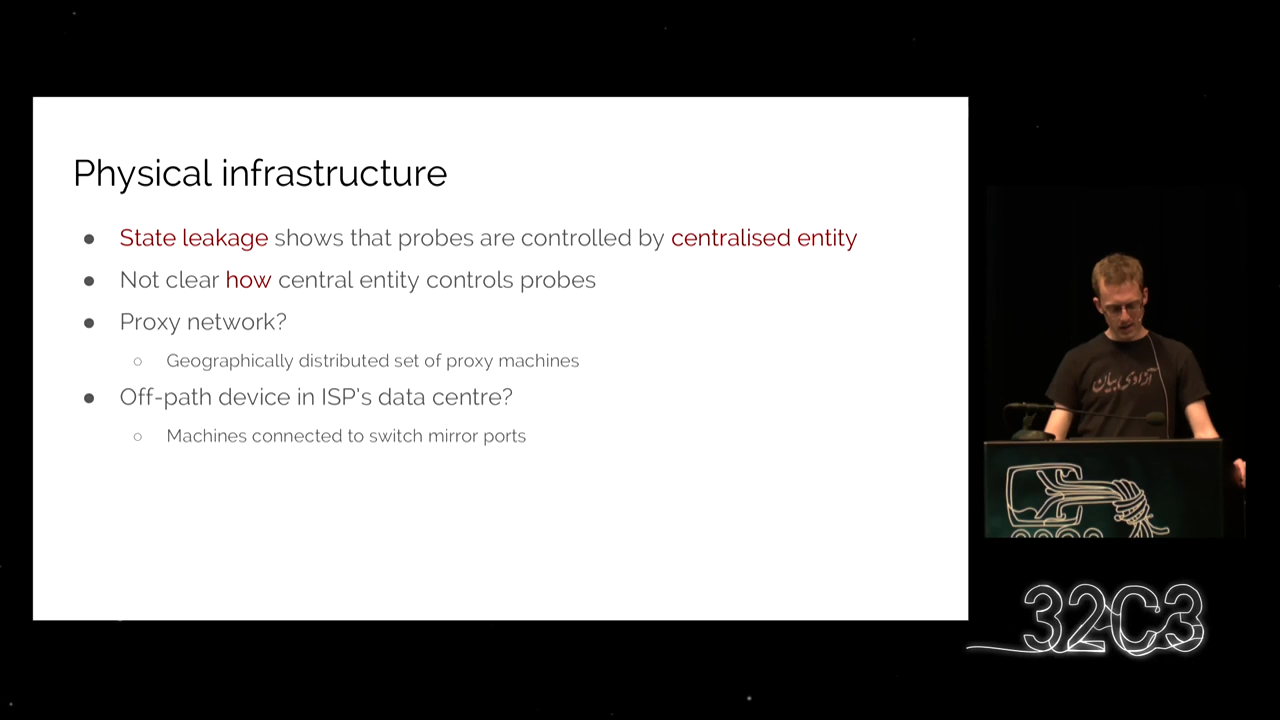 Physical infrastructure
● State leakage shows that probes are controlled by centralised entity
● Not clear how central entity controls probes
● Proxy network?
○ Geographically distributed set of proxy machines
● Off-path device in ISP's data centre?
○ Machines connected to switch mirror ports
آزادی بیان
32C3